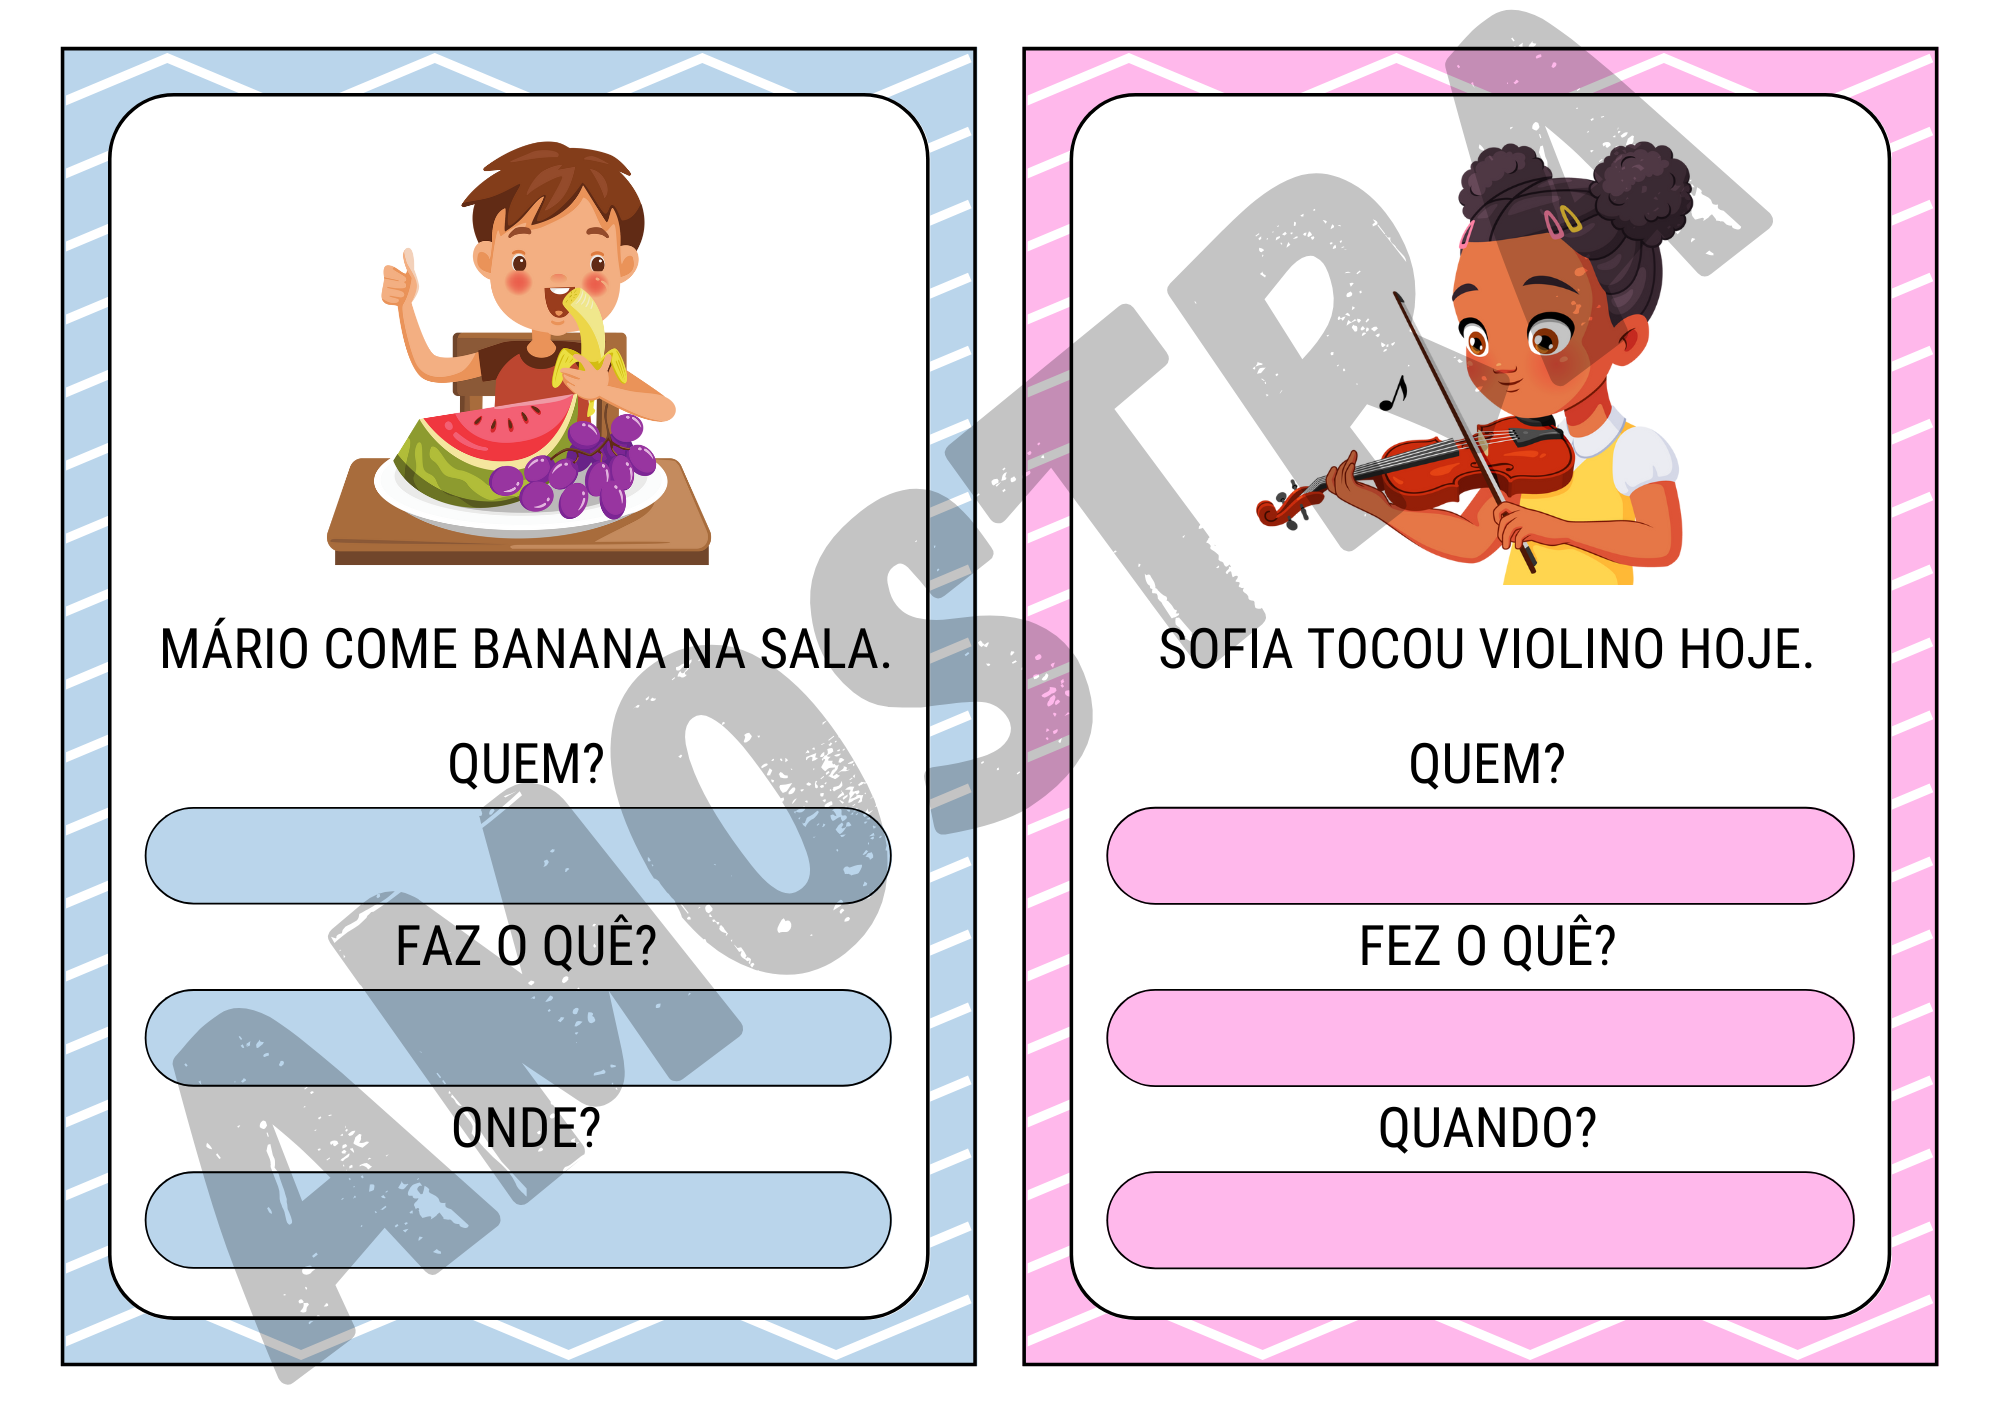 MÁRIO COME BANANA NA SALA.
QUEM?
FAZ O QUÊ?
ONDE?
SOFIA TOCOU VIOLINO HOJE.
QUEM?
FEZ O QUÊ?
QUANDO?
AMOSTRA